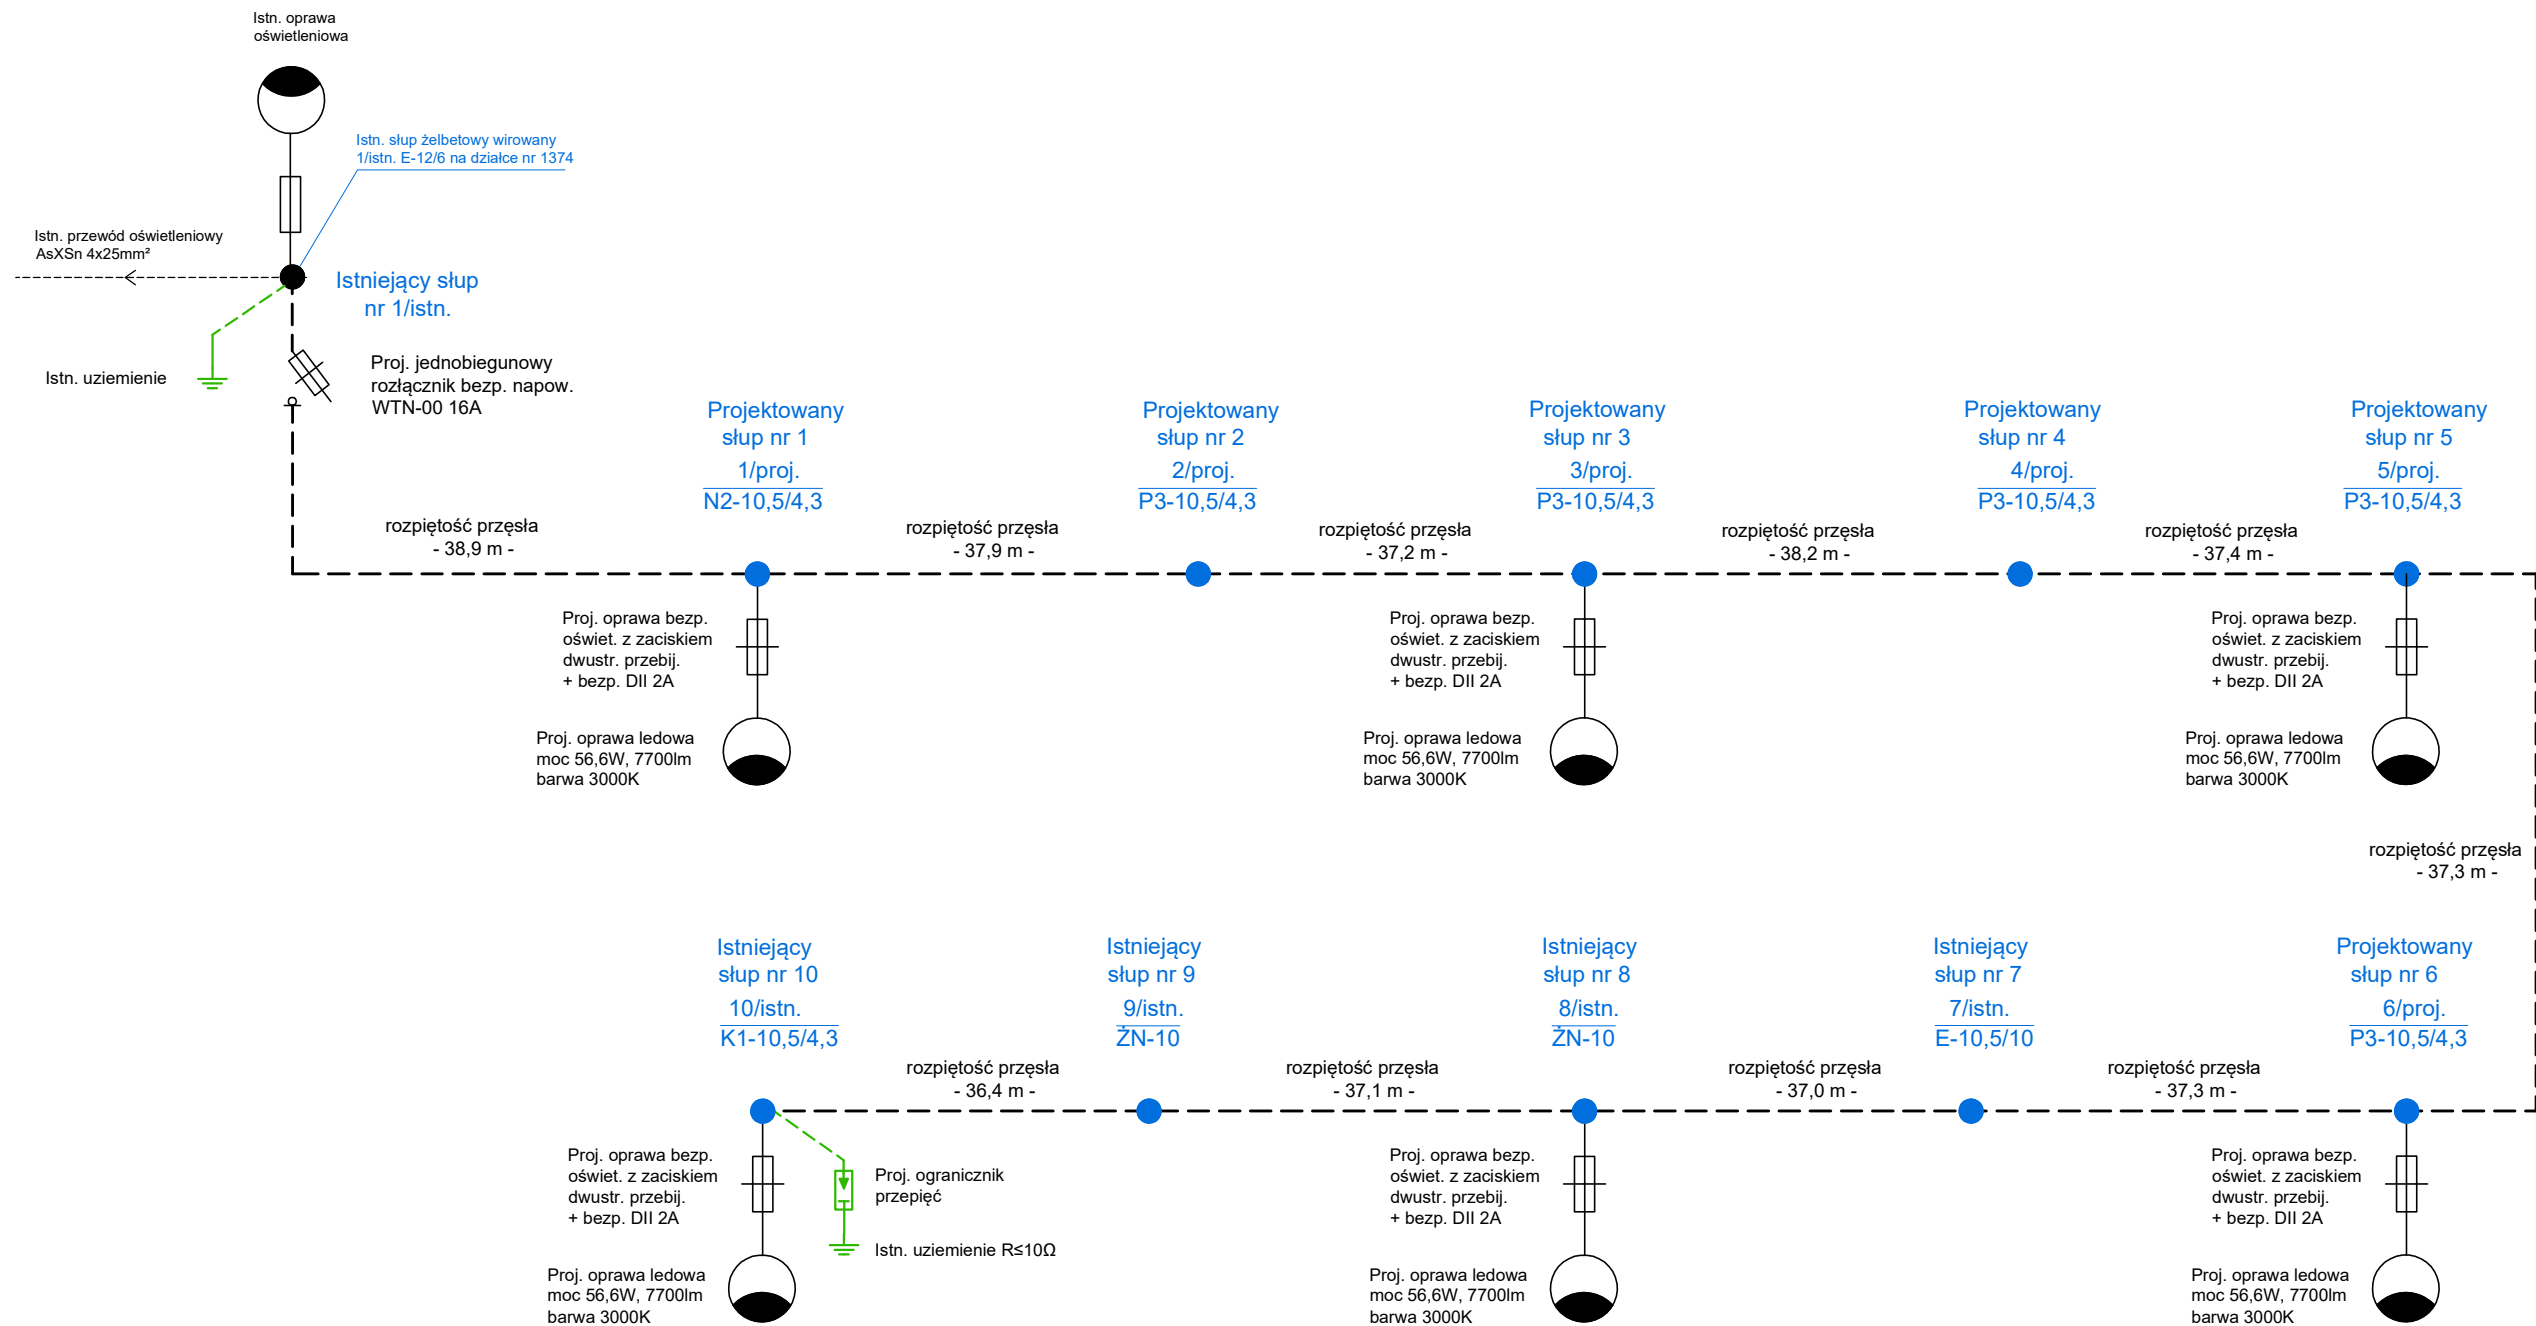 Istn. oprawa
oświetleniowa
Istn. słup żelbetowy wirowany
1/istn. E-12/6 na działce nr 1374
Istn. przewód oświetleniowy
AsXSn 4x25mm²
Istniejący słup
nr 1/istn.
Istn. uziemienie
Proj. jednobiegunowy
rozłącznik bezp. napow.
WTN-00 16A
Projektowany
słup nr 1
1/proj.
N2-10,5/4,3
Projektowany
słup nr 2
2/proj.
P3-10,5/4,3
Projektowany
słup nr 3
3/proj.
P3-10,5/4,3
Projektowany
słup nr 4
4/proj.
P3-10,5/4,3
Projektowany
słup nr 5
5/proj.
P3-10,5/4,3
rozpiętość przęsła
- 38,9 m -
rozpiętość przęsła
- 37,9 m -
rozpiętość przęsła
- 37,2 m -
rozpiętość przęsła
- 38,2 m -
rozpiętość przęsła
- 37,4 m -
Proj. oprawa bezp.
oświet. z zaciskiem
dwustr. przebij.
+ bezp. DII 2A
Proj. oprawa ledowa
moc 56,6W, 7700lm
barwa 3000K
Proj. oprawa bezp.
oświet. z zaciskiem
dwustr. przebij.
+ bezp. DII 2A
Proj. oprawa ledowa
moc 56,6W, 7700lm
barwa 3000K
Proj. oprawa bezp.
oświet. z zaciskiem
dwustr. przebij.
+ bezp. DII 2A
Proj. oprawa ledowa
moc 56,6W, 7700lm
barwa 3000K
rozpiętość przęsła
- 37,3 m -
Istniejący
słup nr 10
10/istn.
K1-10,5/4,3
Istniejący
słup nr 9
9/istn.
ŻN-10
Istniejący
słup nr 8
8/istn.
ŻN-10
Istniejący
słup nr 7
7/istn.
E-10,5/10
Projektowany
słup nr 6
6/proj.
P3-10,5/4,3
rozpiętość przęsła
- 36,4 m -
rozpiętość przęsła
- 37,1 m -
rozpiętość przęsła
- 37,0 m -
rozpiętość przęsła
- 37,3 m -
Proj. oprawa bezp.
oświet. z zaciskiem
dwustr. przebij.
+ bezp. DII 2A
Proj. oprawa ledowa
moc 56,6W, 7700lm
barwa 3000K
Proj. ogranicznik
przepięć
Istn. uziemienie R≤10Ω
Proj. oprawa bezp.
oświet. z zaciskiem
dwustr. przebij.
+ bezp. DII 2A
Proj. oprawa ledowa
moc 56,6W, 7700lm
barwa 3000K
Proj. oprawa bezp.
oświet. z zaciskiem
dwustr. przebij.
+ bezp. DII 2A
Proj. oprawa ledowa
moc 56,6W, 7700lm
barwa 3000K